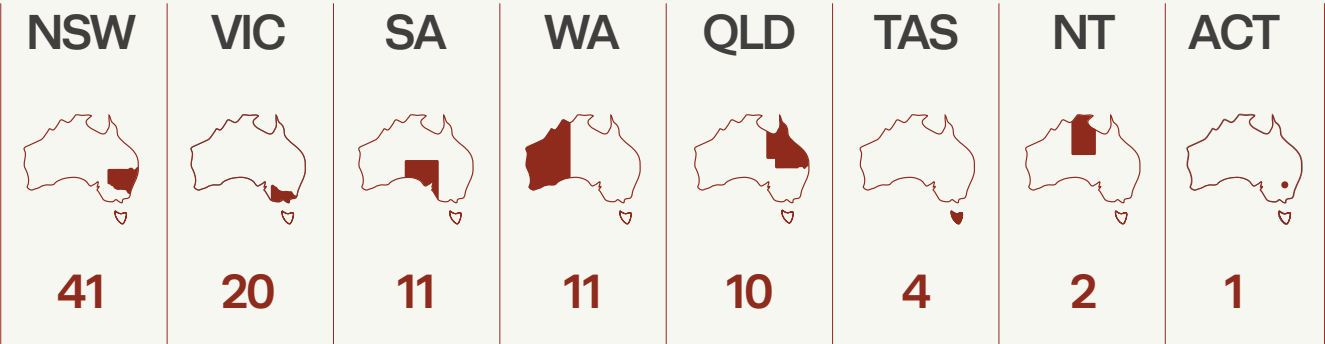 NSW VIC SA WA QLD TAS NT ACT
41 20 11 11 10 4 2 1